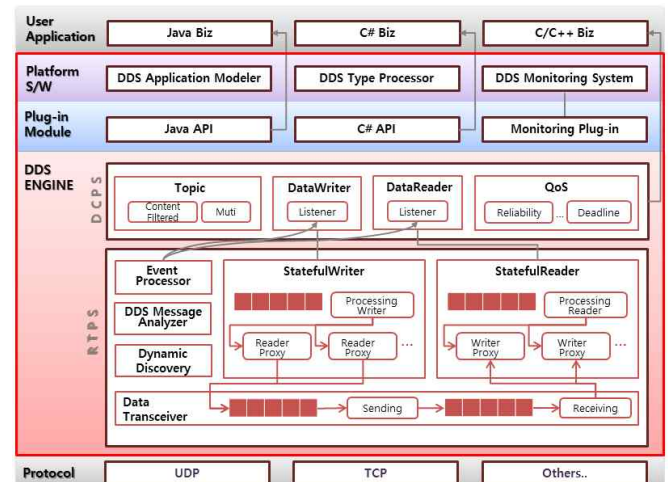 User
Application
Java Biz
C# Biz
C/C++ Biz
Platform
S/W
DDS Application Modeler
DDS Type Processor
DDS Monitoring System
Plug-in
Module
Java API
C# API
Monitoring Plug-in
DDS
ENGINE
DCPS
Topic
Content
Filtered
Muti
DataWriter
Listener
DataReader
Listener
QoS
Reliability
...
Deadline
RTPS
Event
Processor
DDS Message
Analyzer
Dynamic
Discovery
StatefulWriter
Processing
Writer
Reader
Proxy
Reader
Proxy
...
StatefulReader
Processing
Reader
Writer
Proxy
Writer
Proxy
...
Data
Transceiver
Sending
Receiving
Protocol
UDP
TCP
Others..